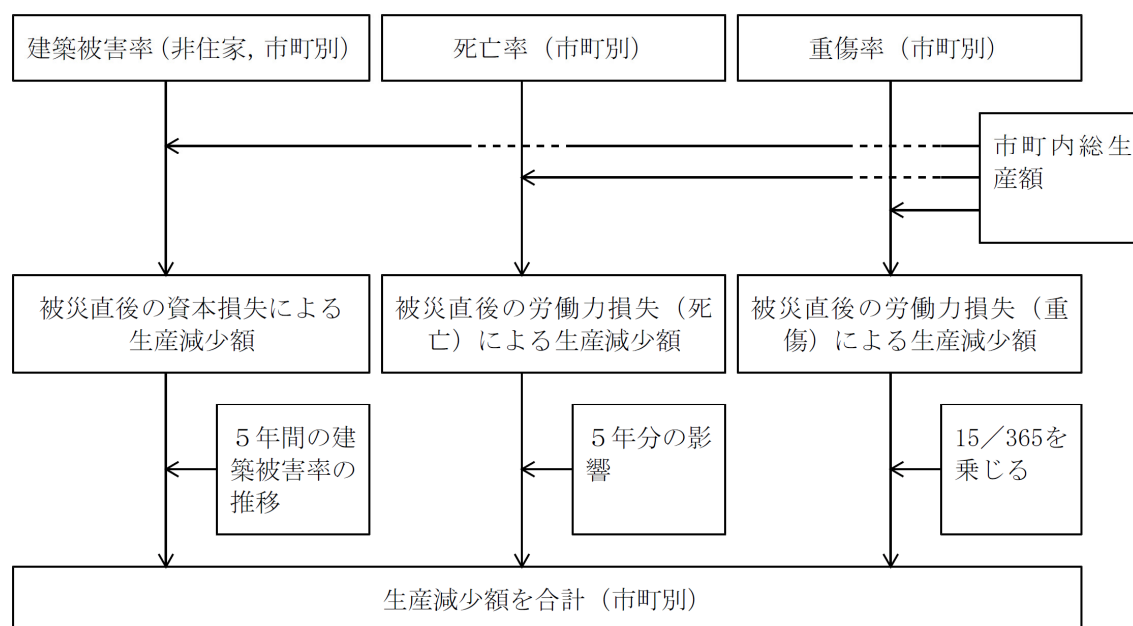 建築被害率(非住家, 市町別)
死亡率（市町別）
重傷率（市町別）
市町内総生
産額
被災直後の資本損失による
生産減少額
被災直後の労働力損失（死
亡）による生産減少額
被災直後の労働力損失（重
傷）による生産減少額
５年間の建
築被害率の
推移
５年分の影
響
15／365を
乗じる
生産減少額を合計（市町別）